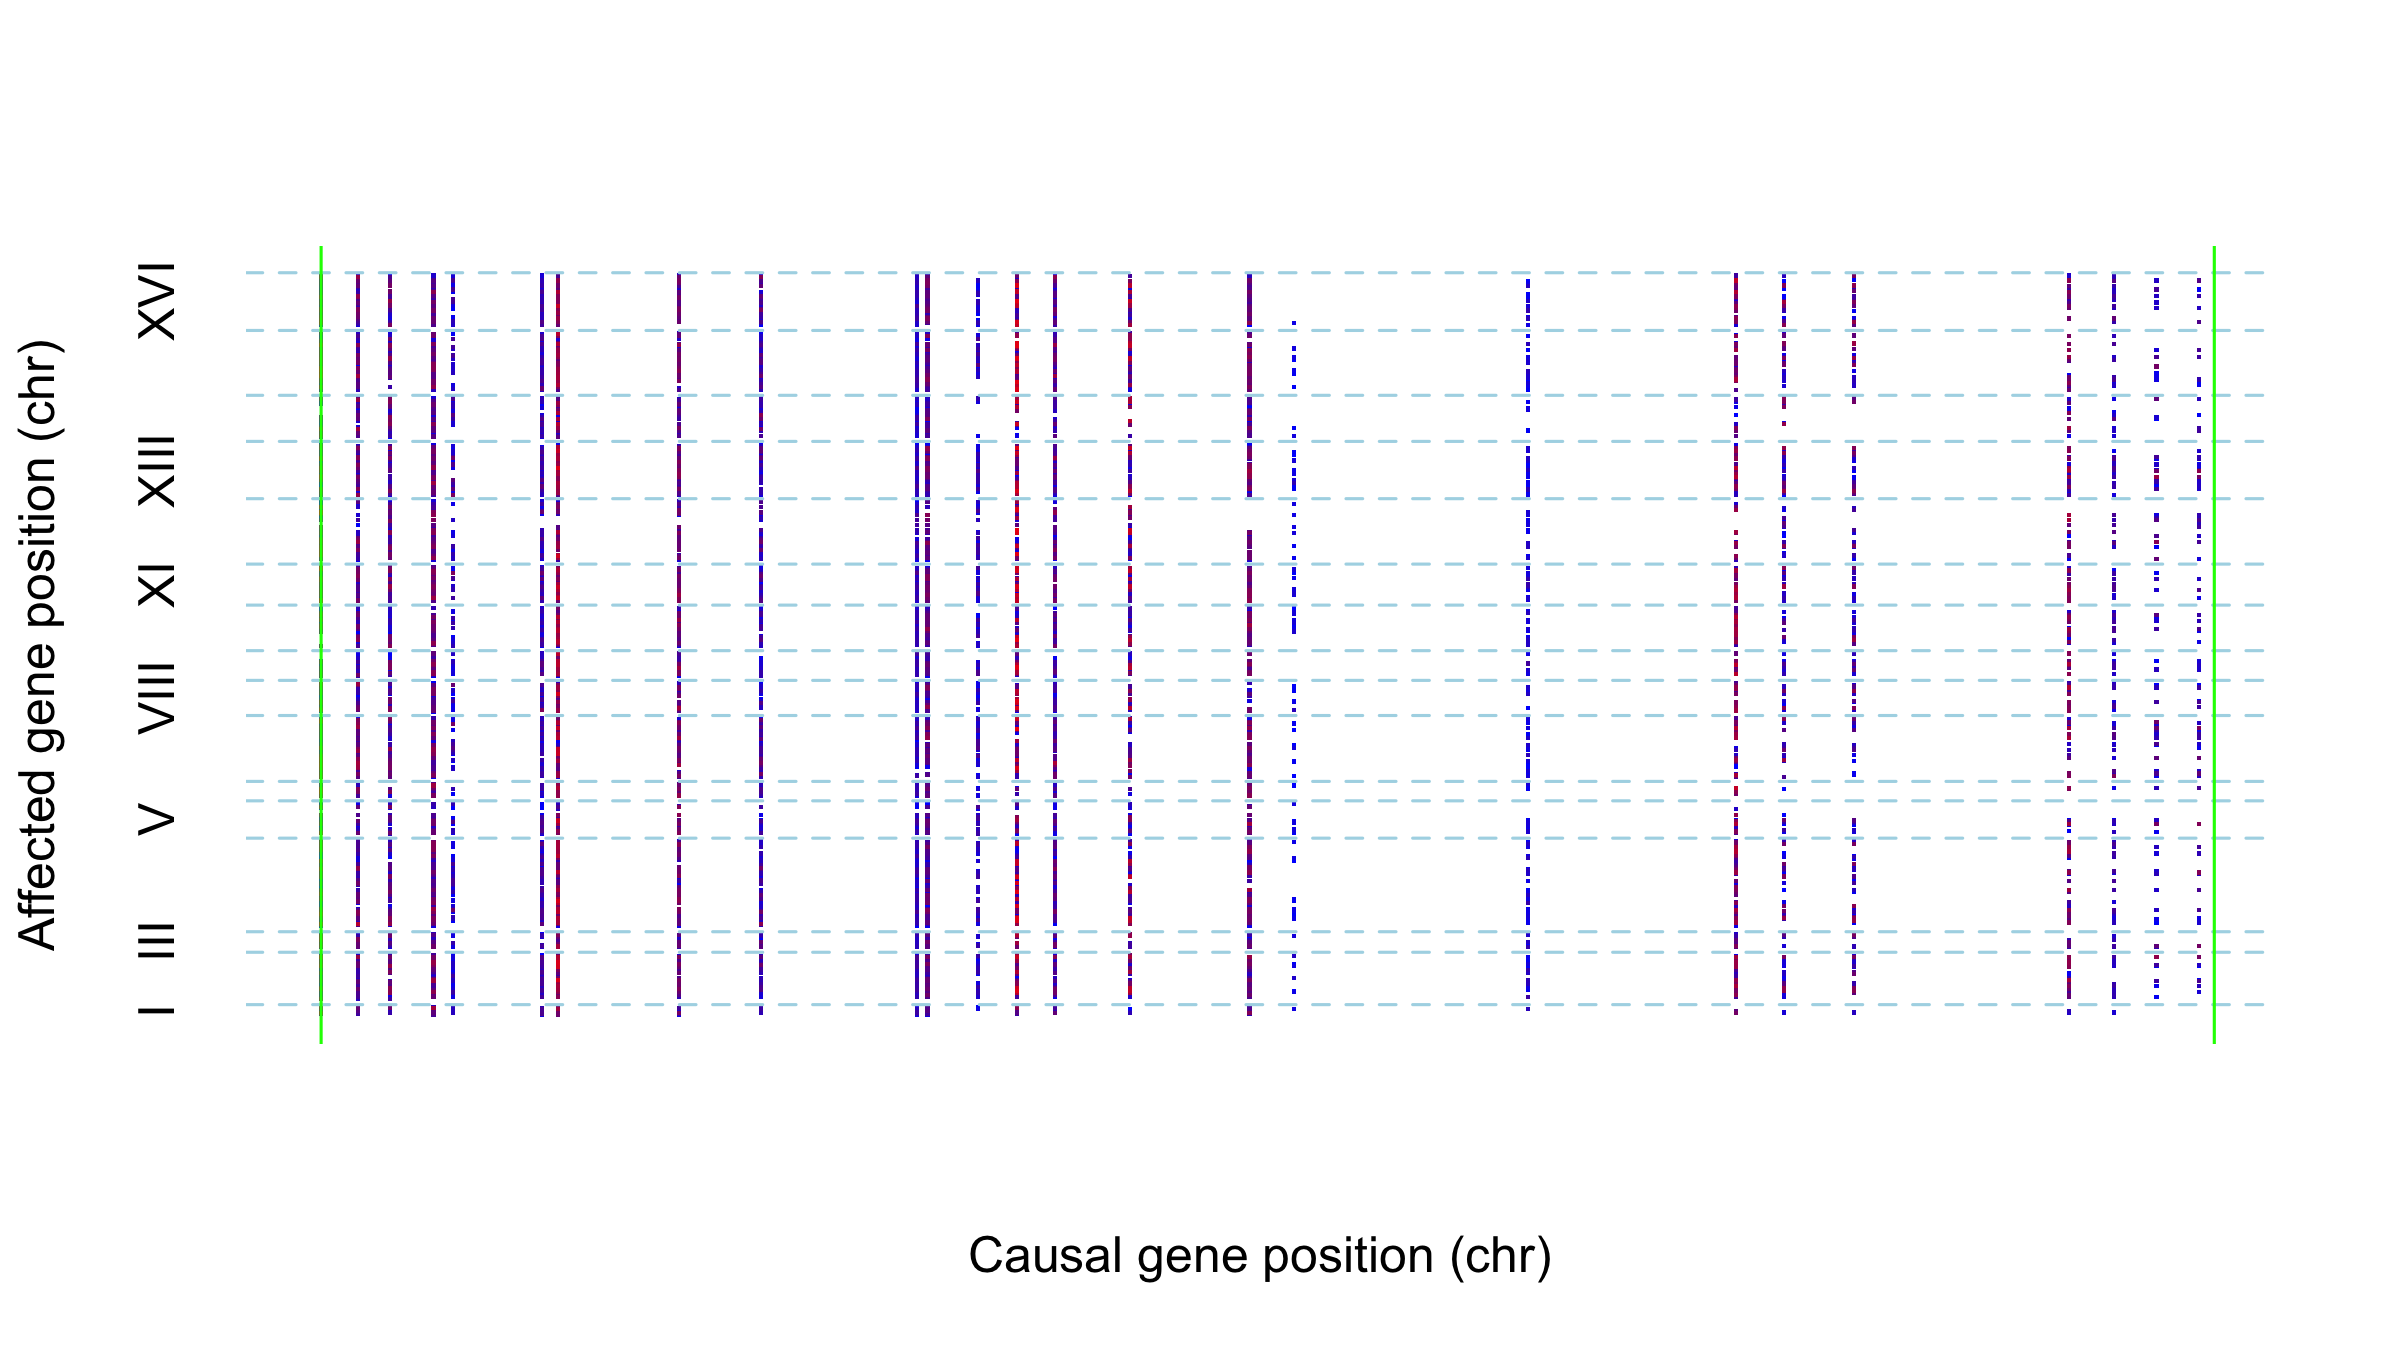 Affected gene position (chr)
XVI
XIII
XI
VIII
V
III
I
Causal gene position (chr)